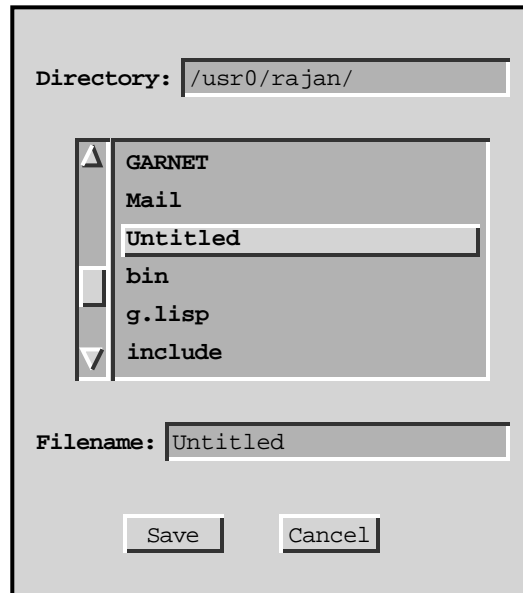 Directory: /usr0/rajan/
GARNET
Mail
Untitled
bin
g.lisp
include
Filename: Untitled
Save Cancel